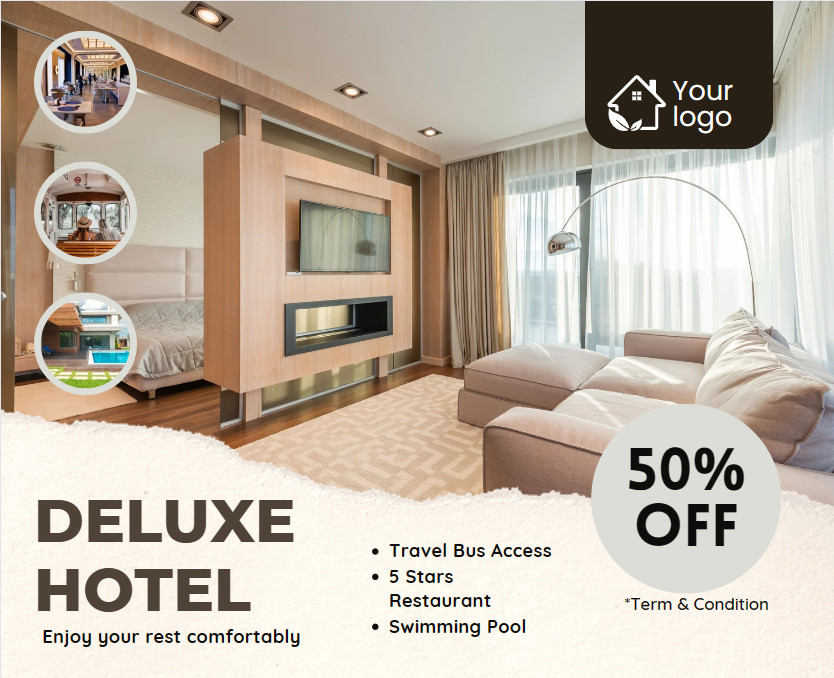 Your
logo
DELUXE
HOTEL
Enjoy your rest comfortably
• Travel Bus Access
• 5 Stars
Restaurant
• Swimming Pool
50%
OFF
*Term & Condition